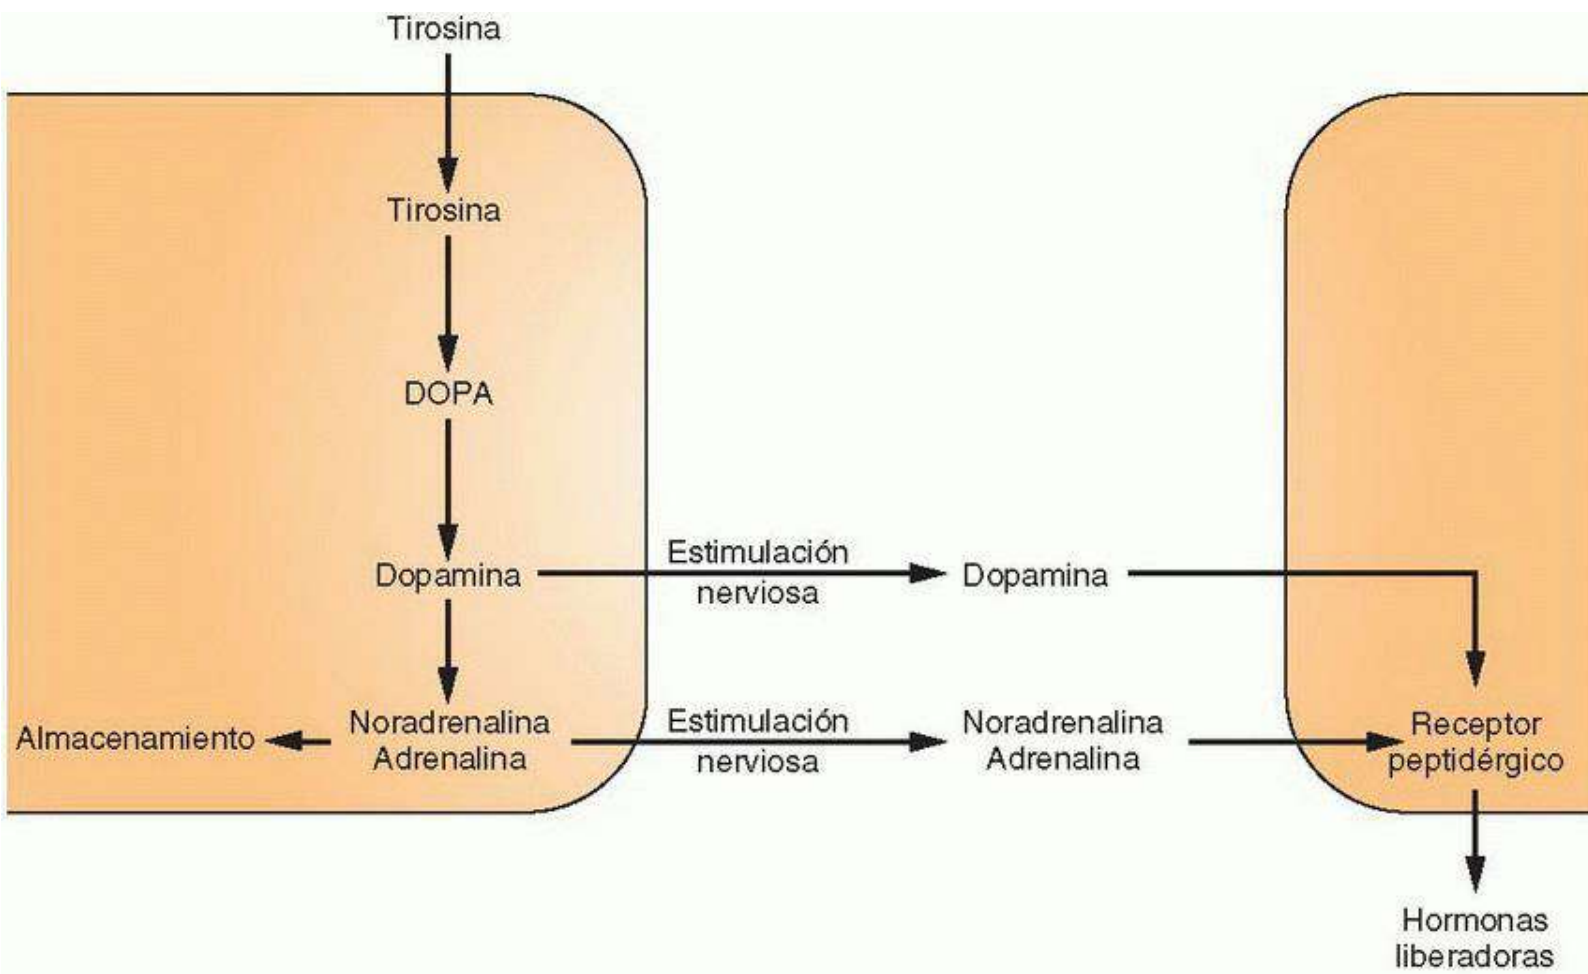 Tirosina
Tirosina
DOPA
Dopamina
Estimulación
nerviosa
Dopamina
Almacenamiento
Noradrenalina
Adrenalina
Estimulación
nerviosa
Noradrenalina
Adrenalina
Receptor
peptidérgico
Hormonas
liberadoras